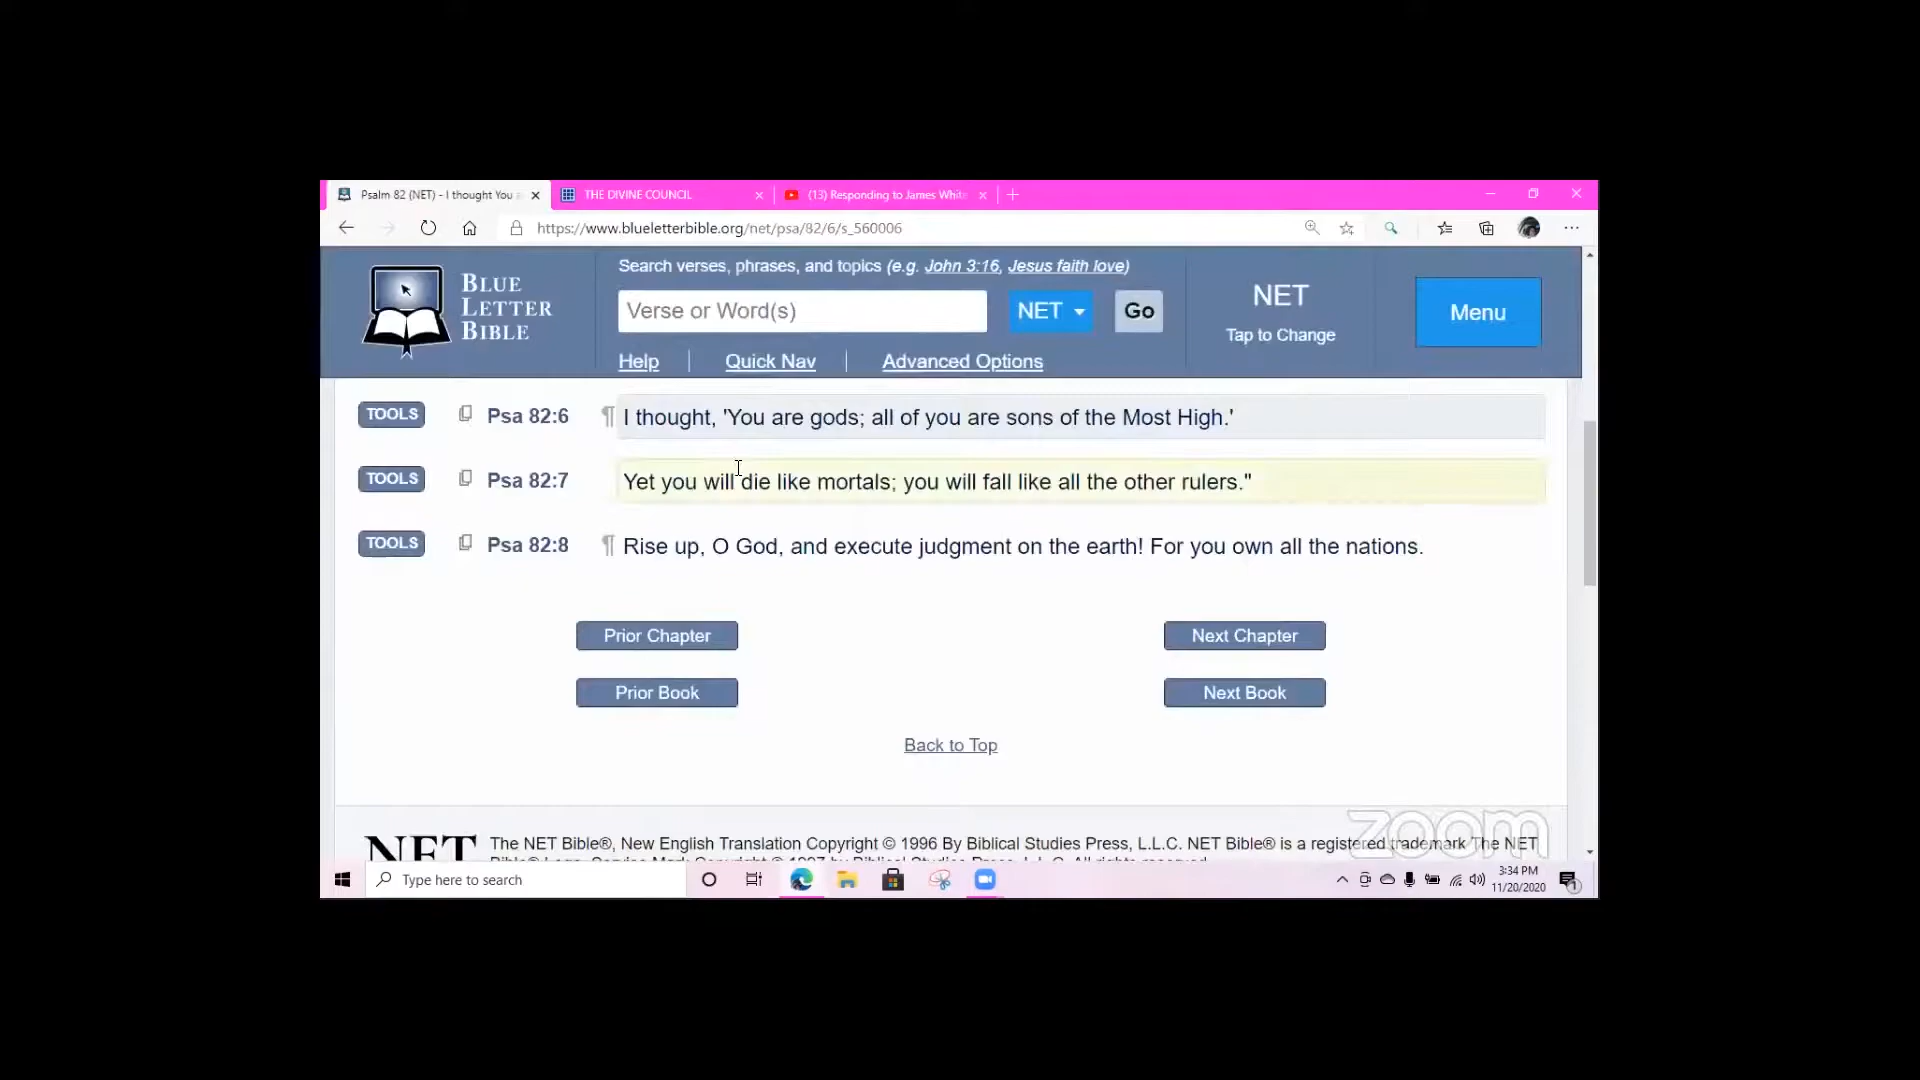 Psalm 82 (NET) - I thought You a
THE DIVINE COUNCIL
(13) Responding to James White
https://www.blueletterbible.org/net/psa/82/6/s_560006
BLUE
LETTER
BIBLE
Search verses, phrases, and topics (e.g. John 3:16, Jesus faith love)
Verse or Word(s)
NET
Go
Help
Quick Nav
Advanced Options
NET
Tap to Change
Menu
TOOLS Psa 82:6 ¶ I thought, 'You are gods; all of you are sons of the Most High.'
TOOLS Psa 82:7 Yet you will die like mortals; you will fall like all the other rulers."
TOOLS Psa 82:8 ¶ Rise up, O God, and execute judgment on the earth! For you own all the nations.
Prior Chapter
Next Chapter
Prior Book
Next Book
Back to Top
zoom
NET
The NET Bible®, New English Translation Copyright © 1996 By Biblical Studies Press, L.L.C. NET Bible® is a registered trademark The NET
Type here to search
3:34 PM
11/20/2020
1